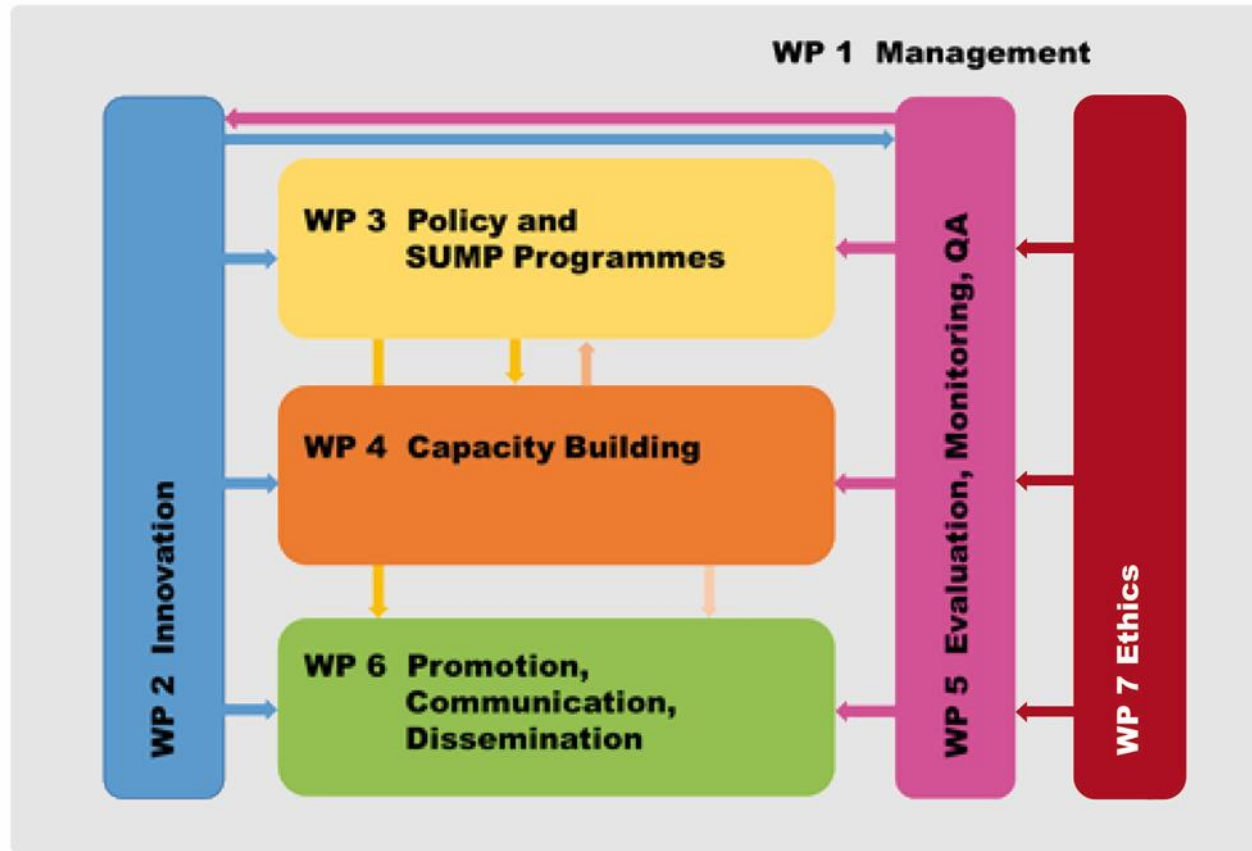 WP 1 Management
WP 2 Innovation
WP 3 Policy and
SUMP Programmes
WP 4 Capacity Building
WP 6 Promotion,
Communication,
Dissemination
WP 5 Evaluation, Monitoring, QA
WP 7 Ethics